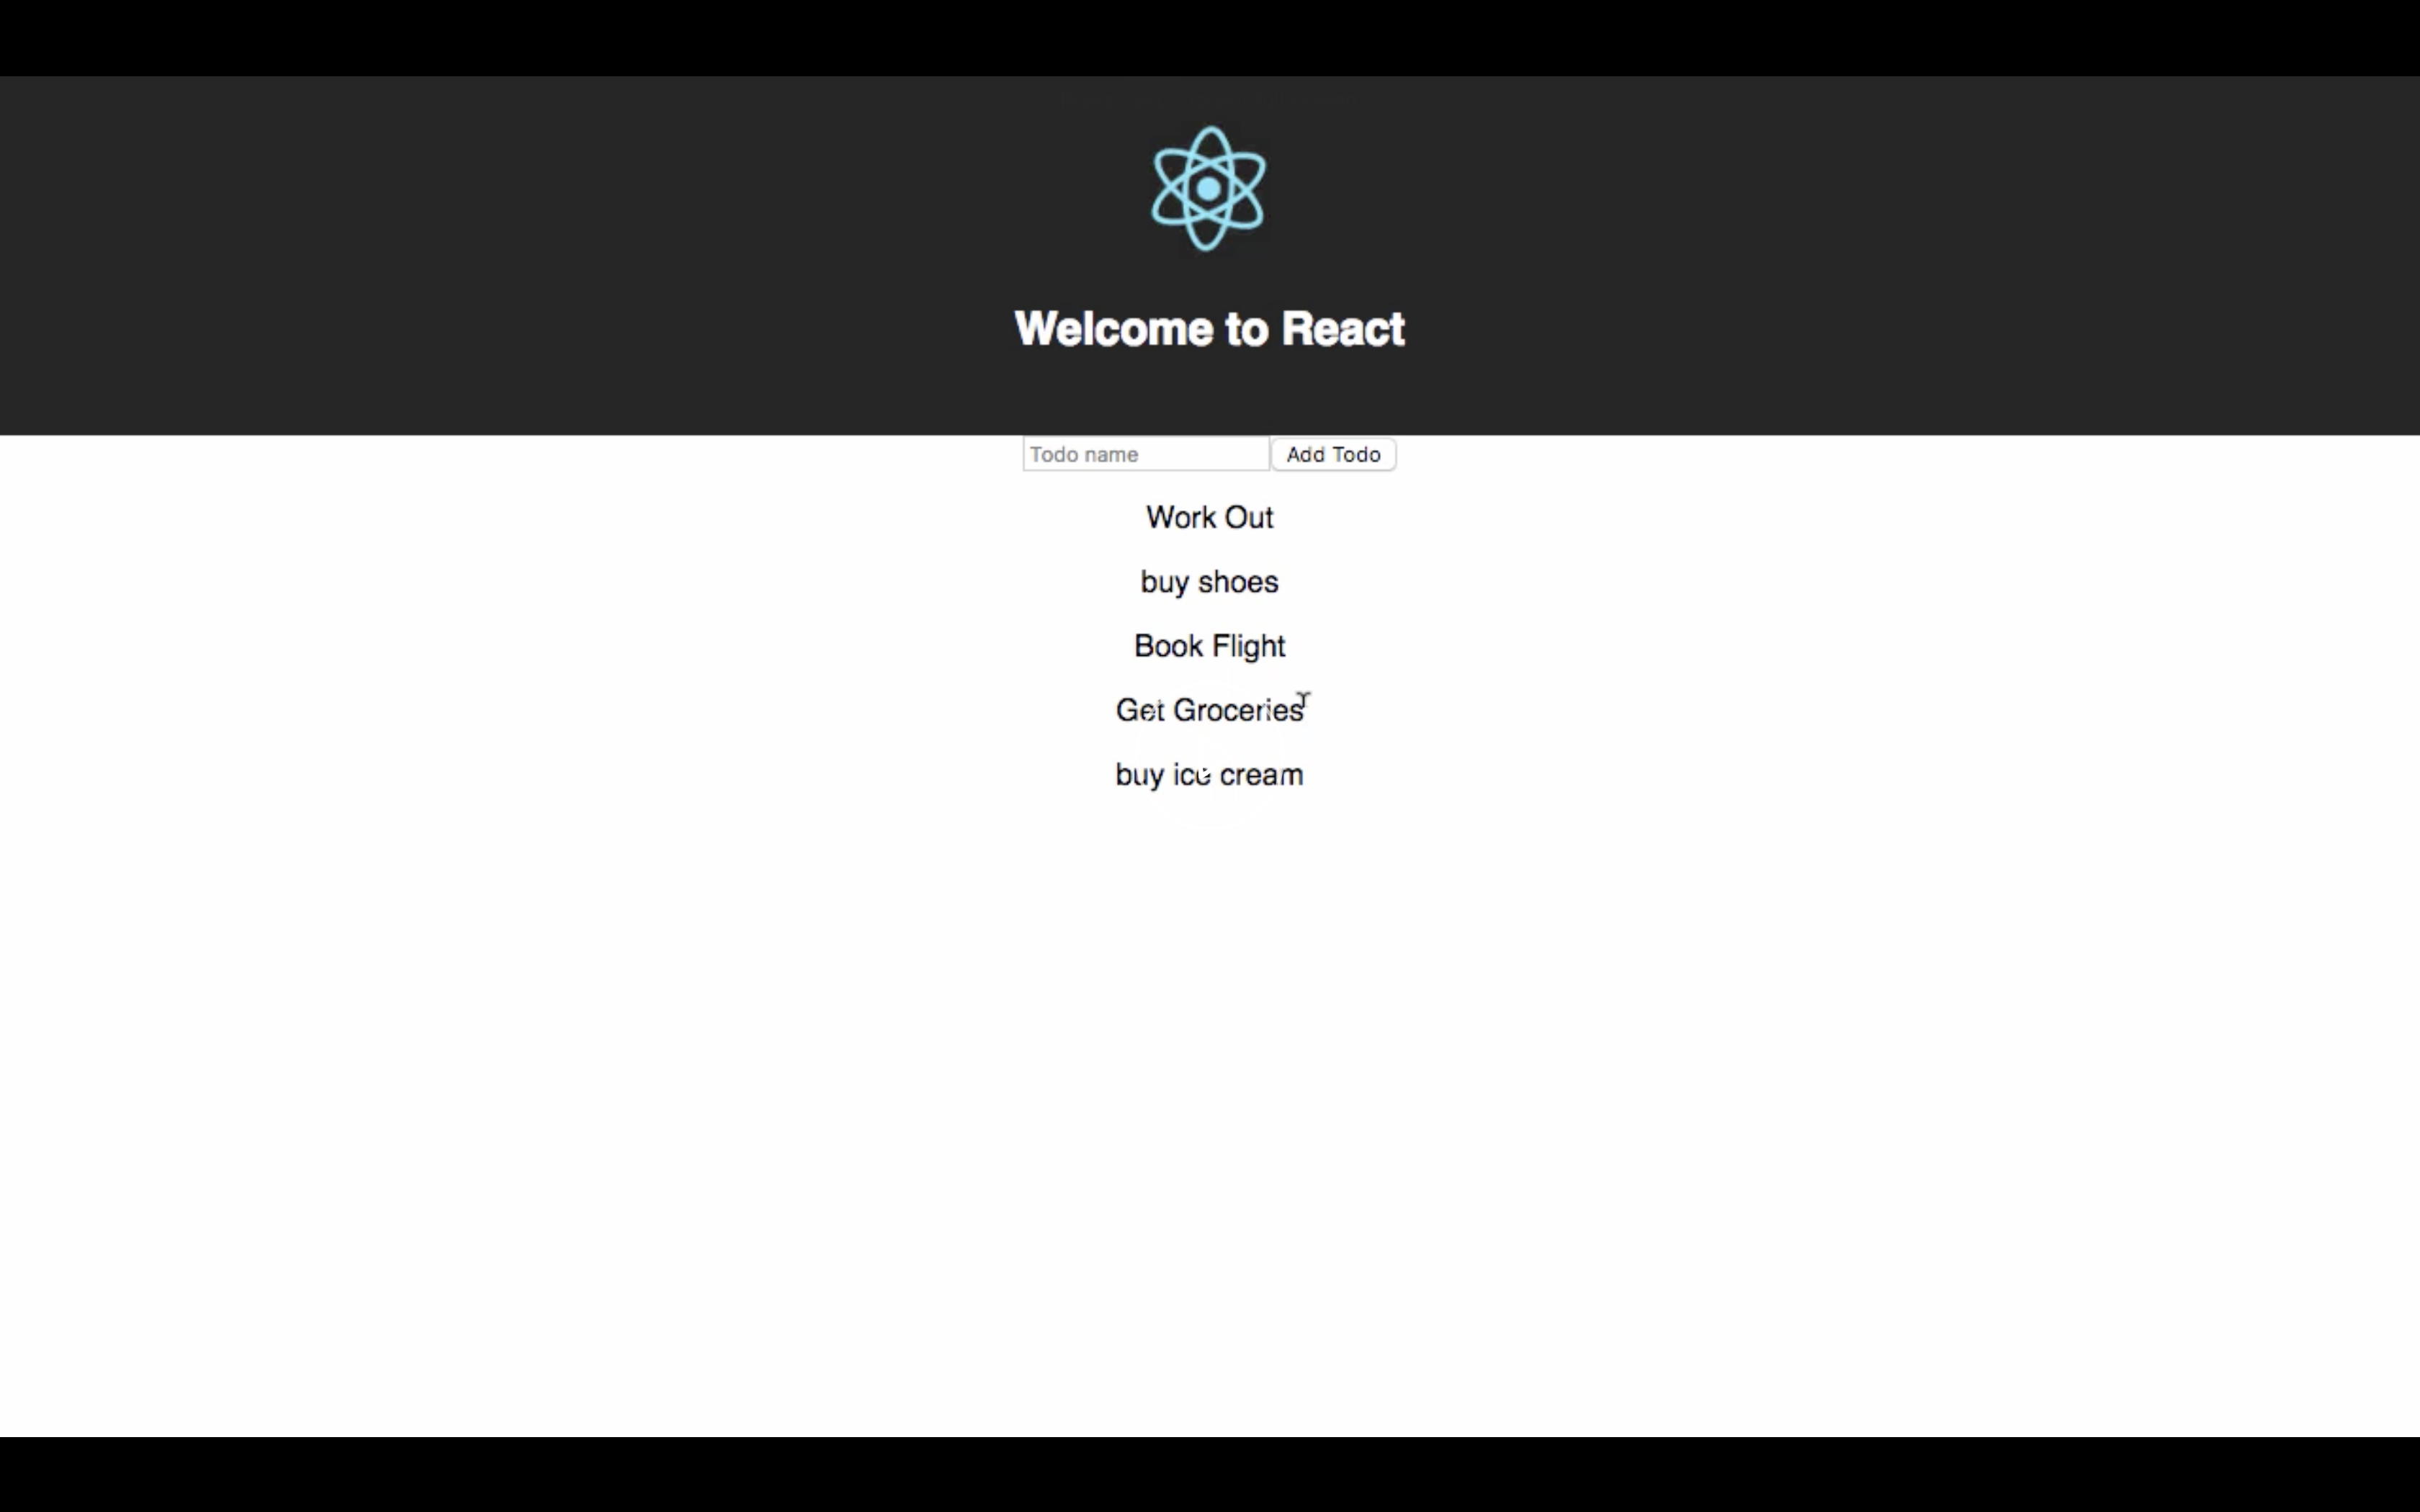 Welcome to React
Todo name Add Todo
Work Out
buy shoes
Book Flight
Get Groceries
buy ice cream